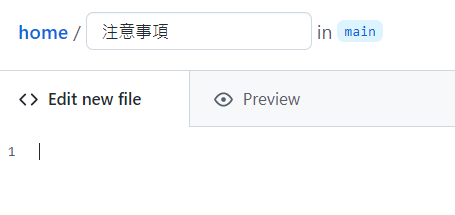 home / 注意事項 in main
Edit new file Preview
1